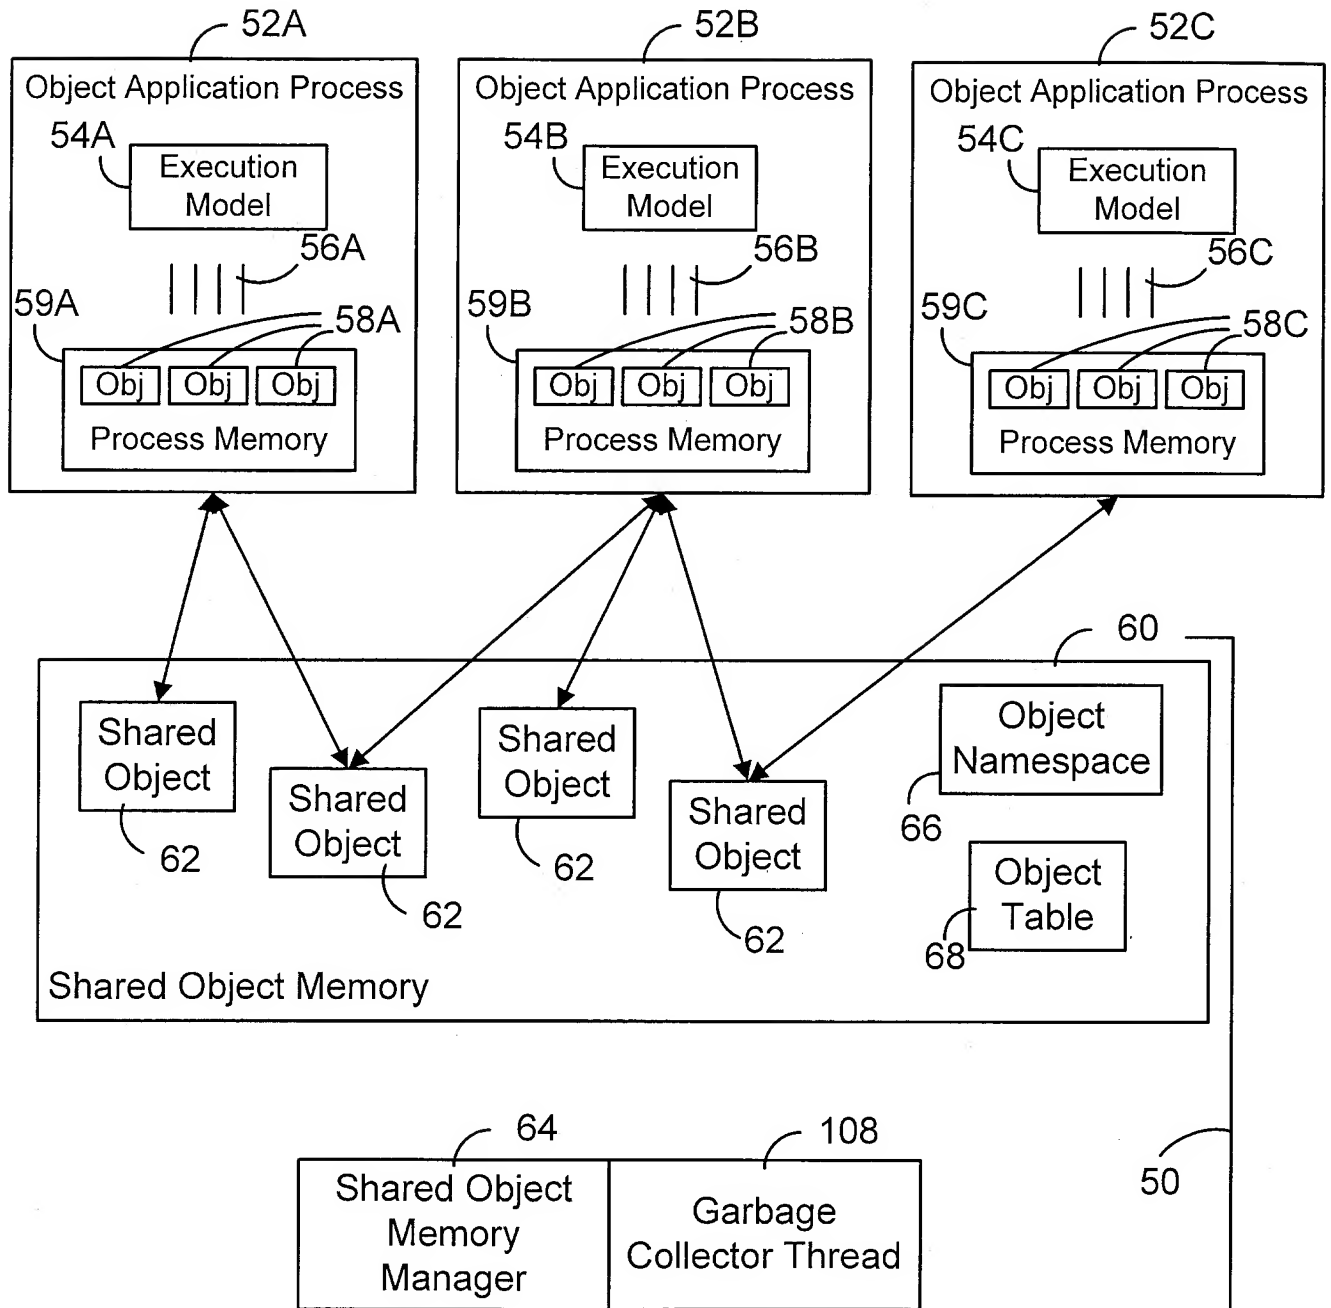 52A
52B
52C
Object Application Process
Object Application Process
Object Application Process
54A
54B
54C
Execution
Model
Execution
Model
Execution
Model
56A
56B
56C
59A
59B
59C
58A
58B
58C
Obj Obj Obj
Obj Obj Obj
Obj Obj Obj
Process Memory
Process Memory
Process Memory
60
Shared
Object
Shared
Object
Shared
Object
Shared
Object
Object
Namespace
62
62
62
62
66
Object
Table
68
Shared Object Memory
64
108
50
Shared Object
Memory
Manager
Garbage
Collector Thread